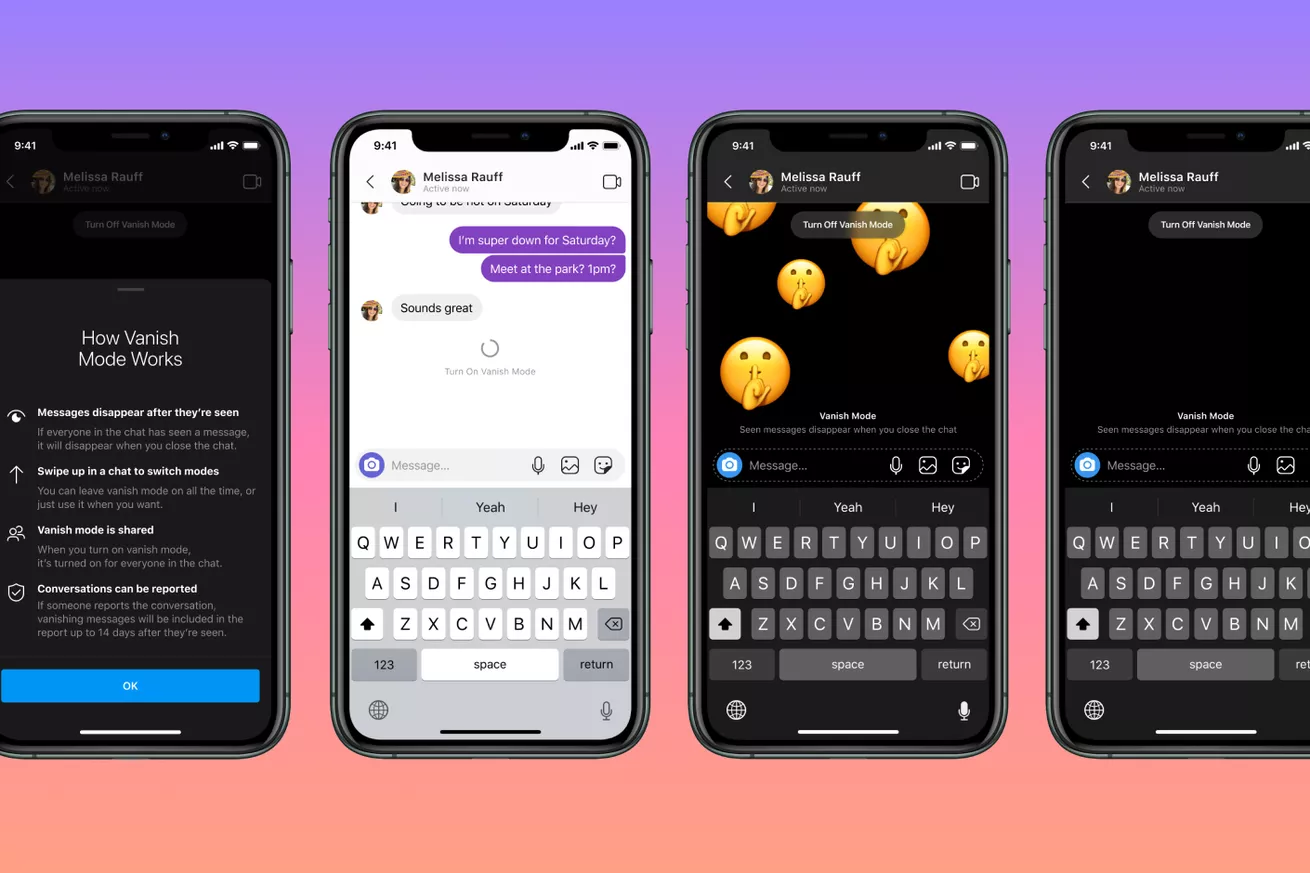 9:41
Melissa Rauff
Active now
Turn Off Vanish Mode
How Vanish
Mode Works
Messages disappear after they're seen
If everyone in the chat has seen a message,
it will disappear when you close the chat.
Swipe up in a chat to switch modes
You can leave vanish mode on all the time, or
just use it when you want.
Vanish mode is shared
When you turn on vanish mode,
it's turned on for everyone in the chat.
Conversations can be reported
If someone reports the conversation,
vanishing messages will be included in the
report up to 14 days after they're seen.
OK
9:41
Melissa Rauff
Active now
Going to be hot on Saturday
I'm super down for Saturday?
Meet at the park? 1pm?
Sounds great
Turn On Vanish Mode
Message...
I Yeah Hey
Q W E R T Y U I O P
A S D F G H J K L
Z X C V B N M
123 space return
9:41
Melissa Rauff
Active now
Turn Off Vanish Mode
Vanish Mode
Seen messages disappear when you close the chat
Message...
I Yeah Hey
Q W E R T Y U I O P
A S D F G H J K L
Z X C V B N M
123 space return
9:41
Melissa Rauff
Active now
Turn Off Vanish Mode
Vanish Mode
Seen messages disappear when you close the cha
Message...
I Yeah Hey
Q W E R T Y U I O
A S D F G H J K
Z X C V B N M
123 space ret